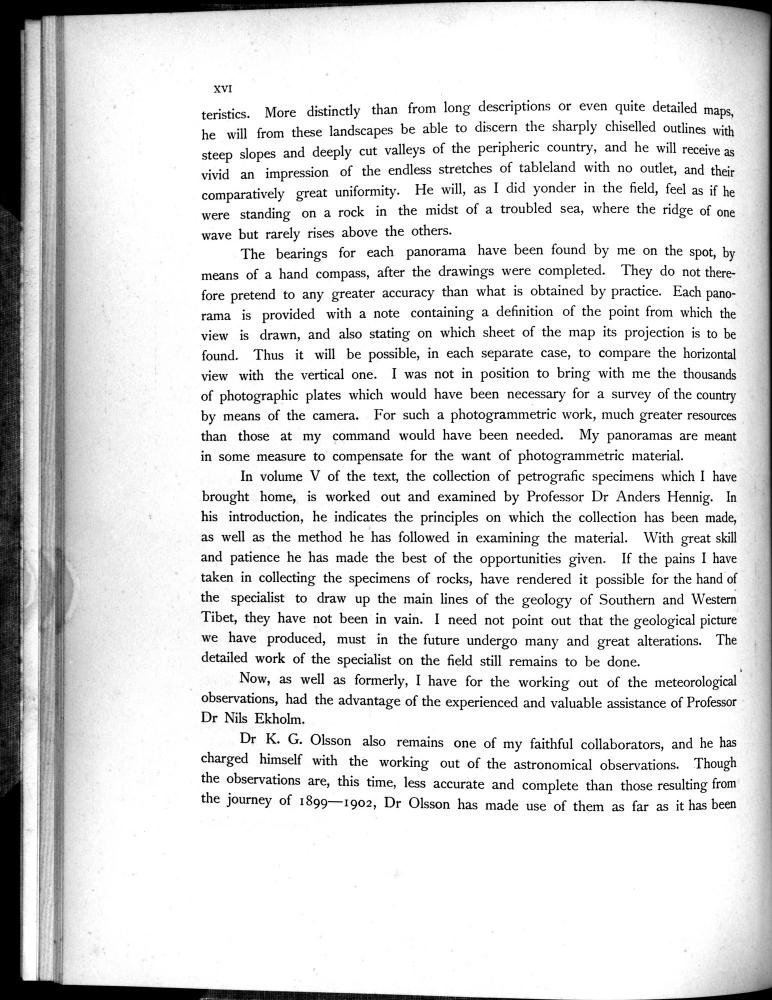 XVI
teristics. More distinctly than from long descriptions or even quite detailed maps,
he will from these landscapes be able to discern the sharply chiselled outlines with
steep slopes and deeply cut valleys of the peripheric country, and he will receive as
vivid an impression of the endless stretches of tableland with no outlet, and their
comparatively great uniformity. He will, as I did yonder in the field, feel as if he
were standing on a rock in the midst of a troubled sea, where the ridge of one
wave but rarely rises above the others.
The bearings for each panorama have been found by me on the spot, by
means of a hand compass, after the drawings were completed. They do not there-
fore pretend to any greater accuracy than what is obtained by practice. Each pano-
rama is provided with a note containing a definition of the point from which the
view is drawn, and also stating on which sheet of the map its projection is to be
found. Thus it will be possible, in each separate case, to compare the horizontal
view with the vertical one. I was not in position to bring with me the thousands
of photographic plates which would have been necessary for a survey of the country
by means of the camera. For such a photogrammetric work, much greater resources
than those at my command would have been needed. My panoramas are meant
in some measure to compensate for the want of photogrammetric material.
In volume V of the text, the collection of petrografic specimens which I have
brought home, is worked out and examined by Professor Dr Anders Hennig. In
his introduction, he indicates the principles on which the collection has been made,
as well as the method he has followed in examining the material. With great skill
and patience he has made the best of the opportunities given. If the pains I have
taken in collecting the specimens of rocks, have rendered it possible for the hand of
the specialist to draw up the main lines of the geology of Southern and Western
Tibet, they have not been in vain. I need not point out that the geological picture
we have produced, must in the future undergo many and great alterations. The
detailed work of the specialist on the field still remains to be done.
Now, as well as formerly, I have for the working out of the meteorological
observations, had the advantage of the experienced and valuable assistance of Professor
Dr Nils Ekholm.
Dr K. G. Olsson also remains one of my faithful collaborators, and he has
charged himself with the working out of the astronomical observations. Though
the observations are, this time, less accurate and complete than those resulting from
the journey of 1899—1902, Dr Olsson has made use of them as far as it has been